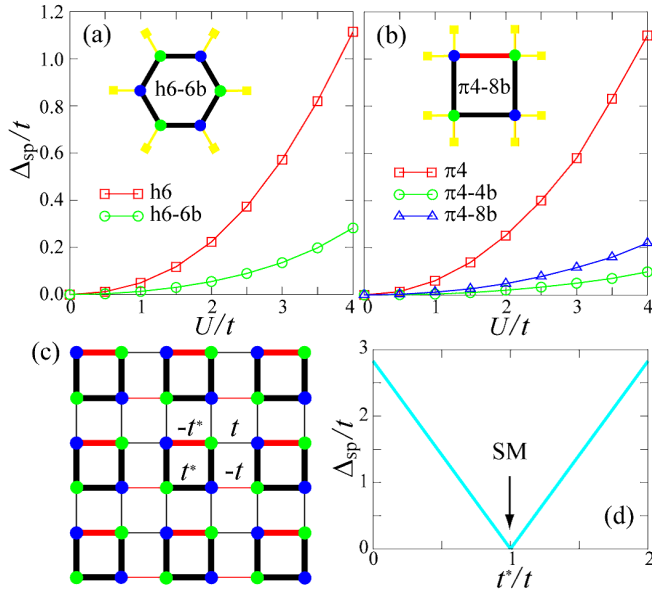 (a)
h6-6b
Δsp/t
1.2
1.0
0.8
0.6
0.4
0.2
0.0
h6
h6-6b
0 1 2 3 4
U/t
(b)
π4-8b
π4
π4-4b
π4-8b
0 1 2 3 4
U/t
(c)
-t* t
t* -t
Δsp/t
3
2
1
0
SM
(d)
0 1 2
t*/t